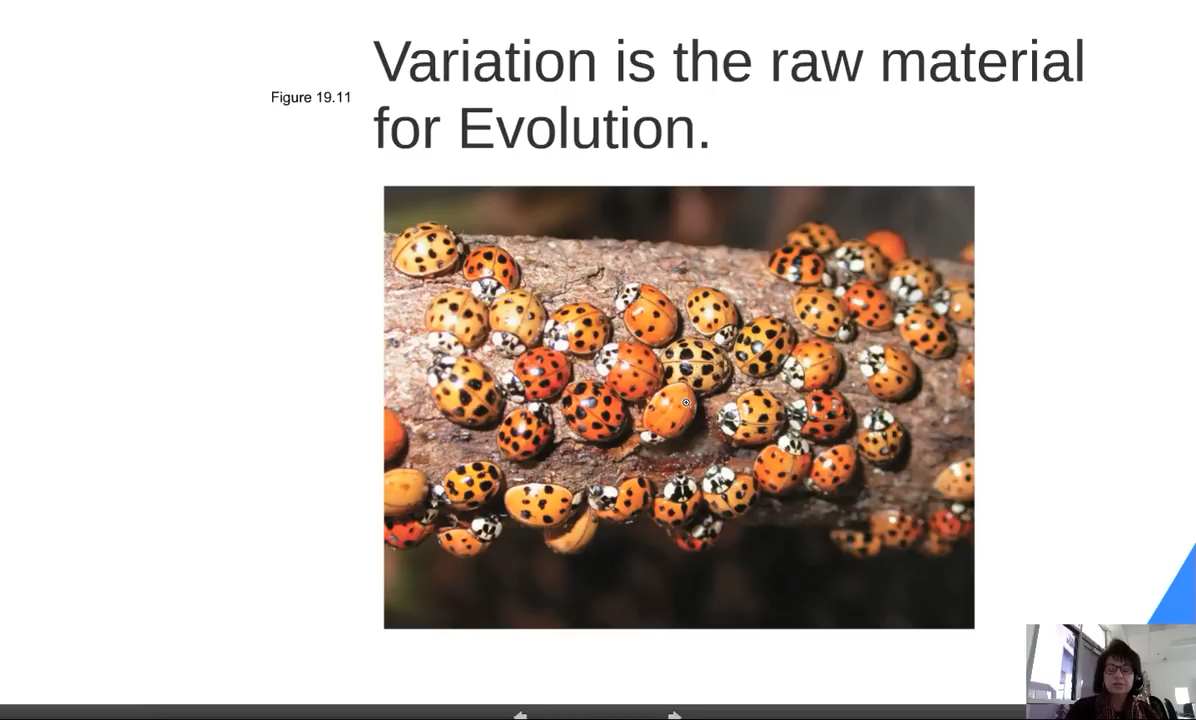 Variation is the raw material
Figure 19.11
for Evolution.